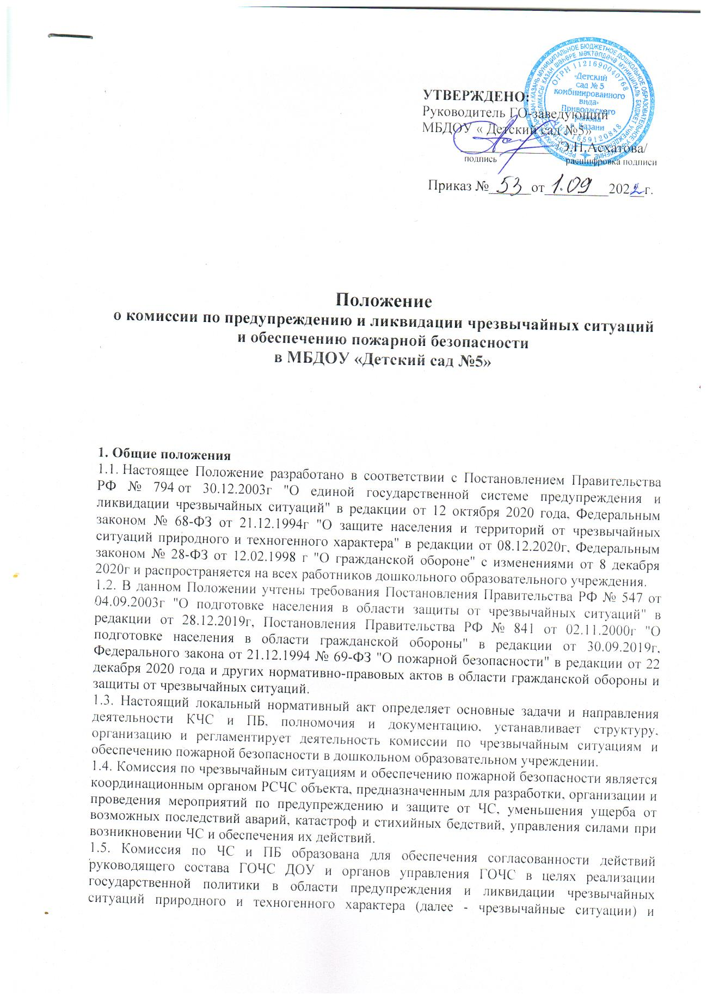 УТВЕРЖДЕНО:
Руководитель ГО-заведующий
МБДОУ « Детский сад №5»
/Э.Н.Асхатова/
подпись расшифровка подписи
Приказ № 53 от 1.09 2022 г.
ОГРН 1121690040768
«Детский
сад № 5
комбинированного
вида»
Приволжского
района
г. Казани
ИНН 1659120848
Положение
о комиссии по предупреждению и ликвидации чрезвычайных ситуаций
и обеспечению пожарной безопасности
в МБДОУ «Детский сад №5»
1. Общие положения
1.1. Настоящее Положение разработано в соответствии с Постановлением Правительства
РФ № 794 от 30.12.2003г "О единой государственной системе предупреждения и
ликвидации чрезвычайных ситуаций" в редакции от 12 октября 2020 года, Федеральным
законом № 68-ФЗ от 21.12.1994г "О защите населения и территорий от чрезвычайных
ситуаций природного и техногенного характера" в редакции от 08.12.2020г, Федеральным
законом № 28-ФЗ от 12.02.1998 г "О гражданской обороне" с изменениями от 8 декабря
2020г и распространяется на всех работников дошкольного образовательного учреждения.
1.2. В данном Положении учтены требования Постановления Правительства РФ № 547 от
04.09.2003г "О подготовке населения в области защиты от чрезвычайных ситуаций" в
редакции от 28.12.2019г, Постановления Правительства РФ № 841 от 02.11.2000г "О
подготовке населения в области гражданской обороны" в редакции от 30.09.2019г,
Федерального закона от 21.12.1994 № 69-ФЗ "О пожарной безопасности" в редакции от 22
декабря 2020 года и других нормативно-правовых актов в области гражданской обороны и
защиты от чрезвычайных ситуаций.
1.3. Настоящий локальный нормативный акт определяет основные задачи и направления
деятельности КЧС и ПБ, полномочия и документацию, устанавливает структуру,
организацию и регламентирует деятельность комиссии по чрезвычайным ситуациям и
обеспечению пожарной безопасности в дошкольном образовательном учреждении.
1.4. Комиссия по чрезвычайным ситуациям и обеспечению пожарной безопасности является
координационным органом РСЧС объекта, предназначенным для разработки, организации и
проведения мероприятий по предупреждению и защите от ЧС, уменьшения ущерба от
возможных последствий аварий, катастроф и стихийных бедствий, управления силами при
возникновении ЧС и обеспечения их действий.
1.5. Комиссия по ЧС и ПБ образована для обеспечения согласованности действий
руководящего состава ГОЧС ДОУ и органов управления ГОЧС в целях реализации
государственной политики в области предупреждения и ликвидации чрезвычайных
ситуаций природного и техногенного характера (далее - чрезвычайные ситуации) и